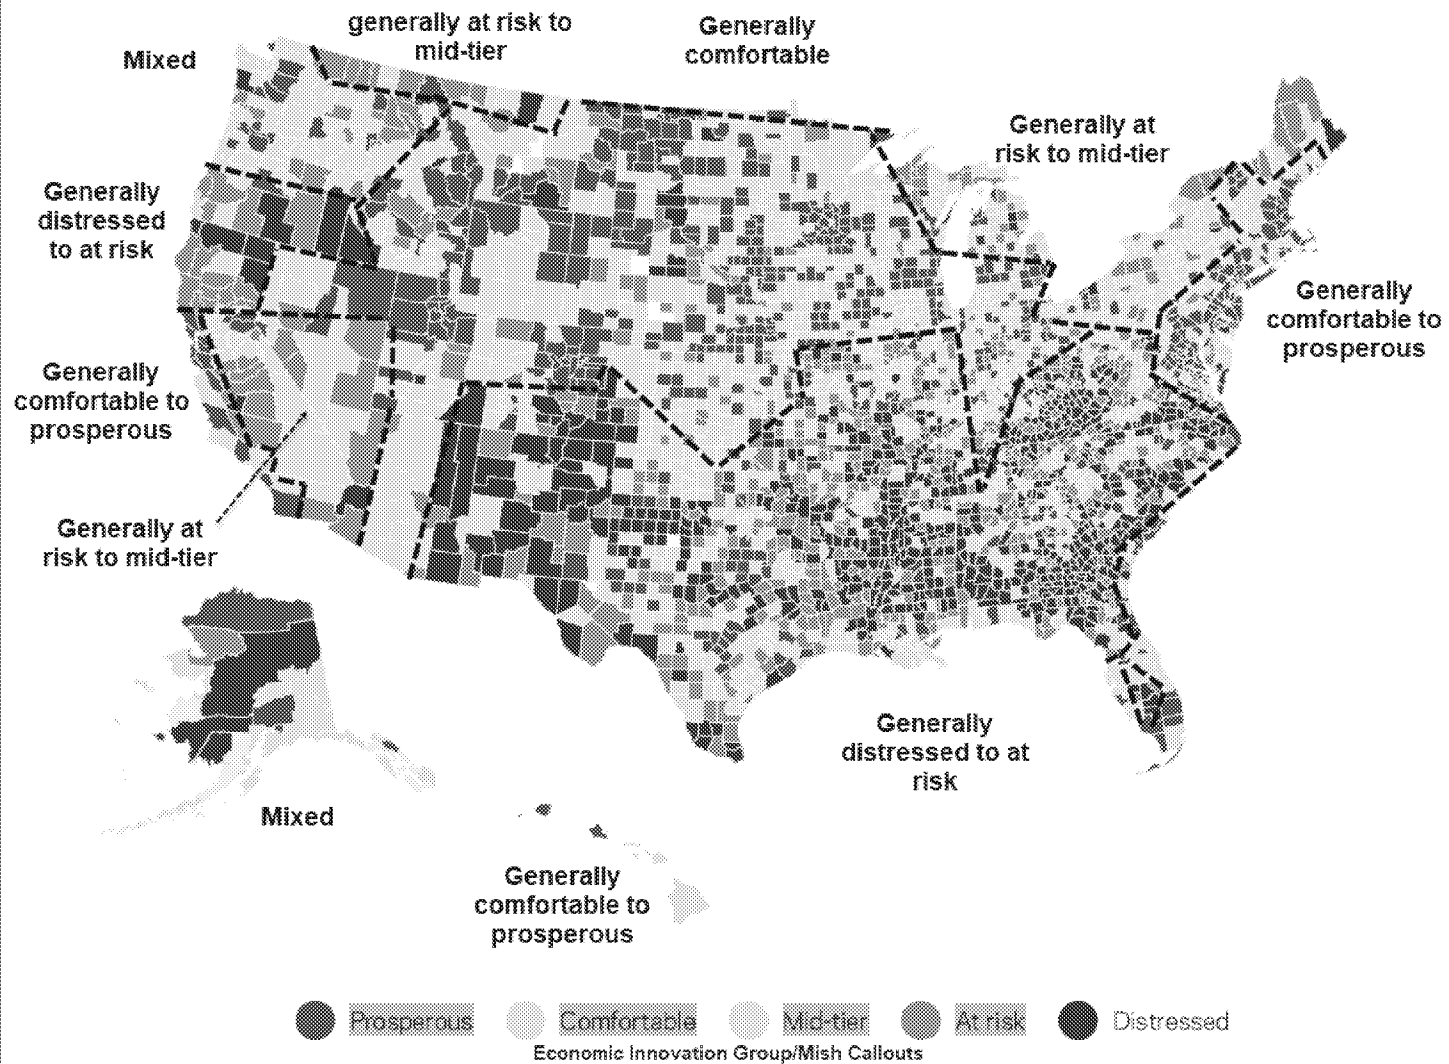 generally at risk to
mid-tier
Generally
comfortable
Mixed
Generally at
risk to mid-tier
Generally
distressed
to at risk
Generally
comfortable to
prosperous
Generally
comfortable to
prosperous
Generally at
risk to mid-tier
Generally
distressed to at
risk
Mixed
Generally
comfortable to
prosperous
Prosperous Comfortable Mid-tier At risk Distressed
Economic Innovation Group/Mish Callouts